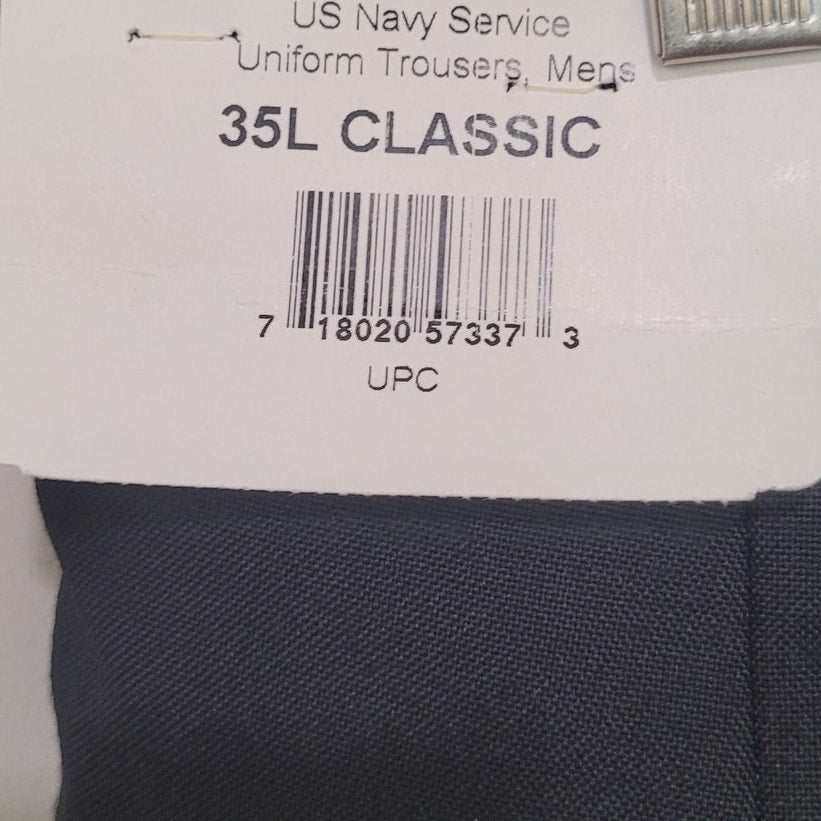 US Navy Service
Uniform Trousers, Mens
35L CLASSIC
7 18020 57337 3
UPC